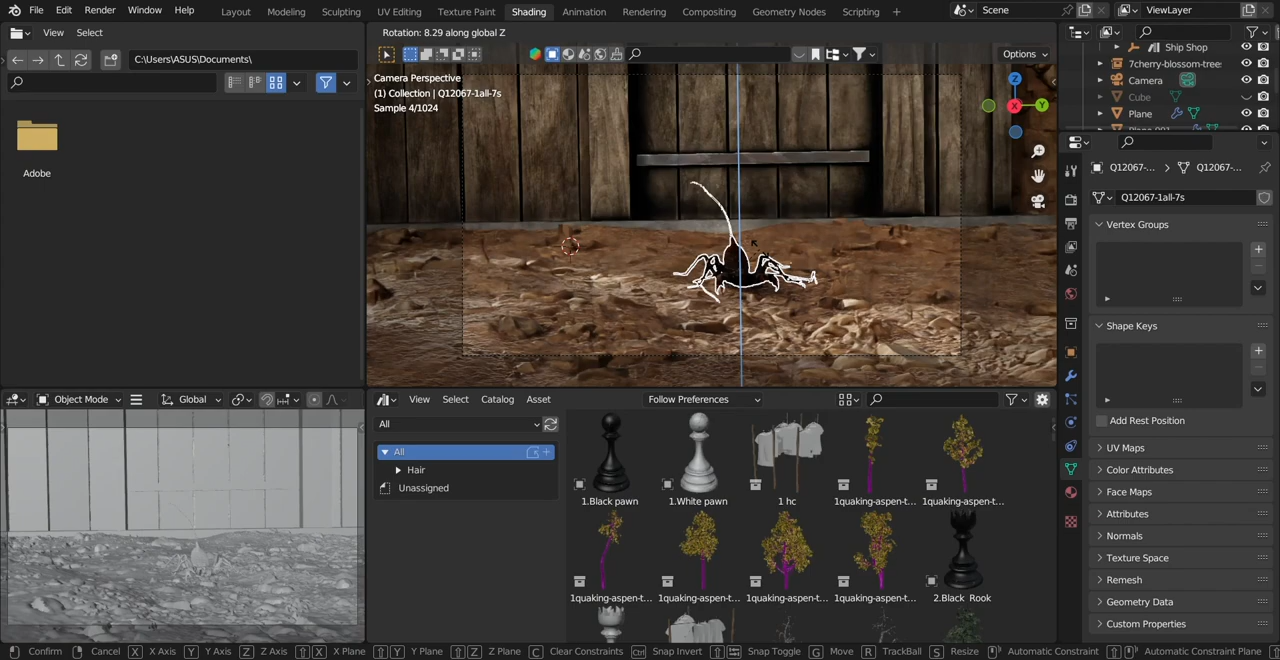 File Edit Render Window Help Layout Modeling Sculpting UV Editing Texture Paint Shading Animation Rendering Compositing Geometry Nodes Scripting + Scene ViewLayer
View Select
Rotation: 8.29 along global Z
C:\Users\ASUS\Documents\
Options
Adobe
Camera Perspective
(1) Collection | Q12067-1all-7s
Sample 4/1024
Z
X
Y
Ship Shop
7cherry-blossom-tree
Camera
Cube
Plane
Q12067-... > Q12067-...
Q12067-1all-7s
Vertex Groups
Shape Keys
Add Rest Position
UV Maps
Color Attributes
Face Maps
Attributes
Normals
Texture Space
Remesh
Geometry Data
Custom Properties
Object Mode Global
View Select Catalog Asset Follow Preferences
All
All
Hair
Unassigned
1.Black pawn 1.White pawn 1 hc 1quaking-aspen-t... 1quaking-aspen-t...
1quaking-aspen-t... 1quaking-aspen-t... 1quaking-aspen-t... 1quaking-aspen-t... 2.Black Rook
Confirm Cancel X X Axis Y Y Axis Z Z Axis X X Plane Y Y Plane Z Z Plane C Clear Constraints Ctrl Snap Invert Snap Toggle G Move R TrackBall S Resize Automatic Constraint Automatic Constraint Plane